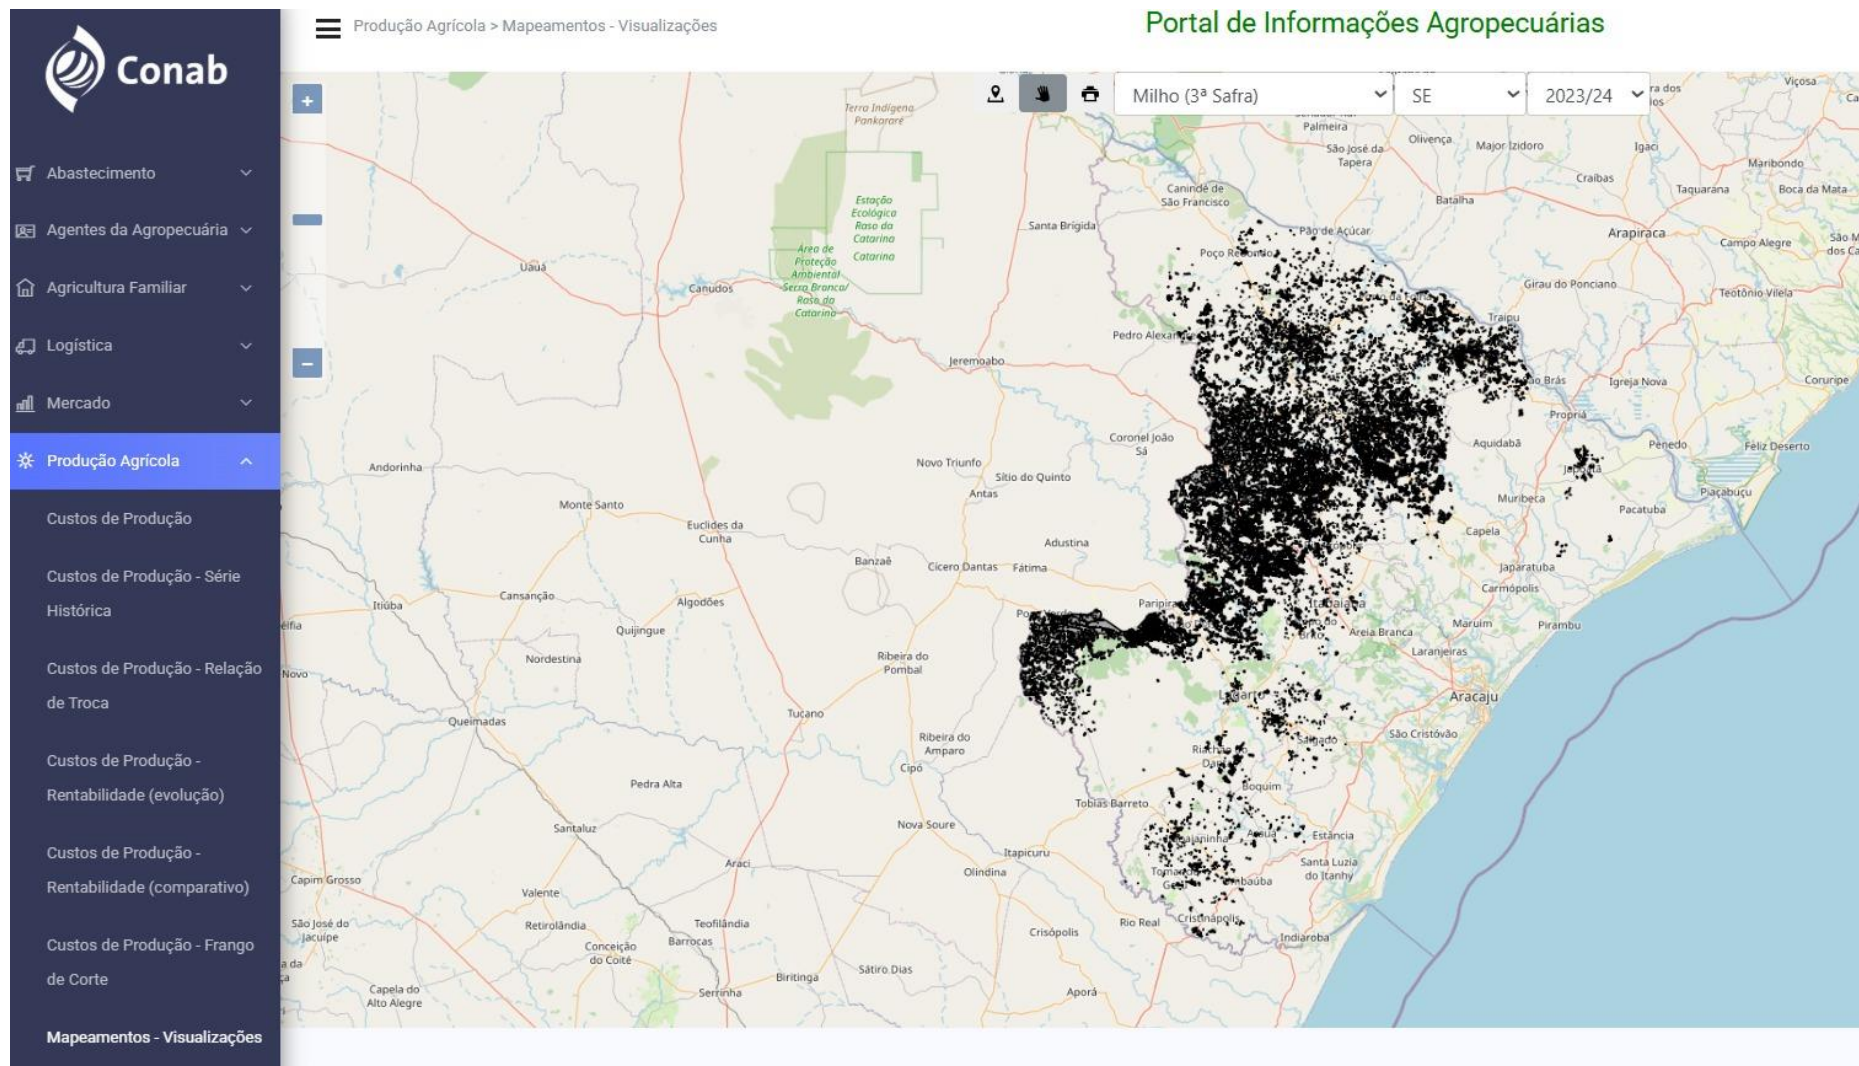 Conab
Produção Agrícola > Mapeamentos - Visualizações
Portal de Informações Agropecuárias
Milho (3ª Safra)
SE
2023/24
Abastecimento
Agentes da Agropecuária
Agricultura Familiar
Logística
Mercado
Produção Agrícola
Custos de Produção
Custos de Produção - Série
Histórica
Custos de Produção - Relação
de Troca
Custos de Produção -
Rentabilidade (evolução)
Custos de Produção -
Rentabilidade (comparativo)
Custos de Produção - Frango
de Corte
Mapeamentos - Visualizações
+
–
Terra Indígena
Pankararé
Viçosa
Palmeira
Olivença
Major Izidoro
Igaci
São José da
Tapera
Maribondo
Craíbas
Taquarana
Boca da Mata
Canindé de
São Francisco
Batalha
Estação
Ecológica
Raso da
Catarina
Catarina
Santa Brígida
Pão de Açúcar
Arapiraca
Campo Alegre
Área de
Proteção
Ambiental
Serra Branca/
Raso da
Catarina
Uauá
Canudos
Girau do Ponciano
Teotônio Vilela
Traipu
Jeremoabo
Igreja Nova
Coruripe
Propriá
Coronel João
Sá
Aquidabã
Penedo
Feliz Deserto
Andorinha
Novo Triunfo
Sítio do Quinto
Antas
Monte Santo
Muribeca
Piaçabuçu
Pacatuba
Euclides da
Cunha
Capela
Adustina
Banzaê
Cícero Dantas
Fátima
Japaratuba
Carmópolis
Itiúba
Cansanção
Algodões
Quijingue
Areia Branca
Maruim
Pirambu
Laranjeiras
Nordestina
Ribeira do
Pombal
Aracaju
Queimadas
Tucano
Ribeira do
Amparo
São Cristóvão
Salgado
Cipó
Pedra Alta
Boquim
Tobias Barreto
Santaluz
Nova Soure
Estância
Araci
Itapicuru
Santa Luzia
do Itanhy
Capim Grosso
Valente
Olindina
São José do
Jacuípe
Retirolândia
Teofilândia
Rio Real
Cristinápolis
Crisópolis
Indiaroba
Conceição
do Coité
Barrocas
Biritinga
Sátiro Dias
Capela do
Alto Alegre
Serrinha
Aporá